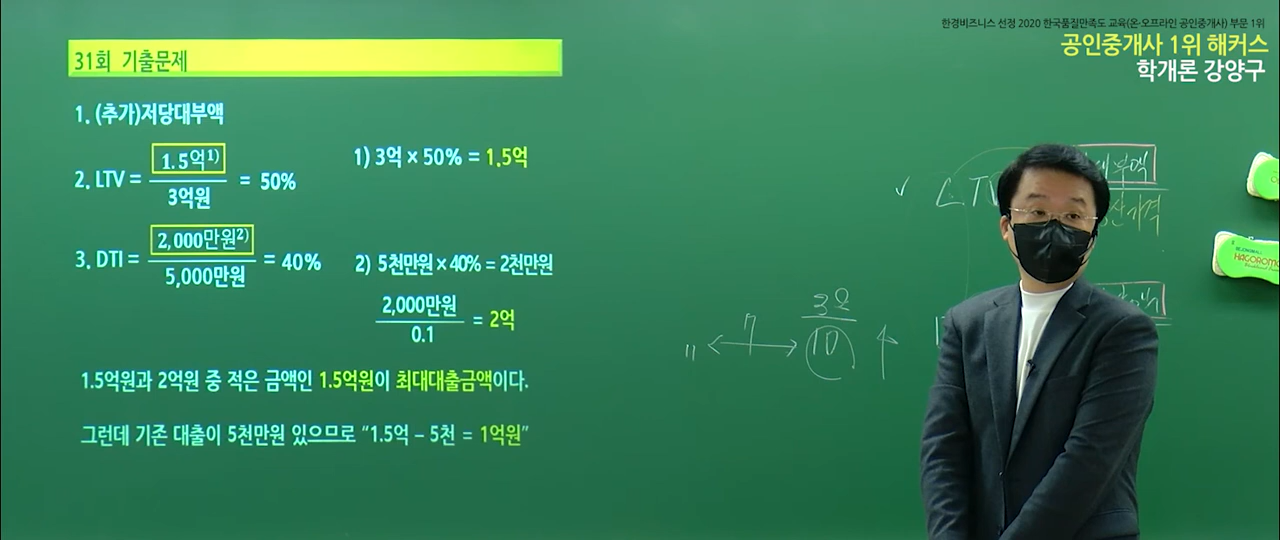 한경비즈니스 선정 2020 한국품질만족도 교육(온·오프라인 공인중개사) 부문 1위
공인중개사 1위 해커스
학개론 강양구
31회 기출문제
1. (추가)저당대부액
2. LTV = 1.5억1) / 3억원 = 50%
1) 3억 × 50% = 1.5억
3. DTI = 2,000만원2) / 5,000만원 = 40%
2) 5천만원×40% = 2천만원
2,000만원 / 0.1 = 2억
1.5억원과 2억원 중 적은 금액인 1.5억원이 최대대출금액이다.
그런데 기존 대출이 5천만원 있으므로 “1.5억 – 5천 = 1억원”
부액
가격
7
10
HAGOROMO